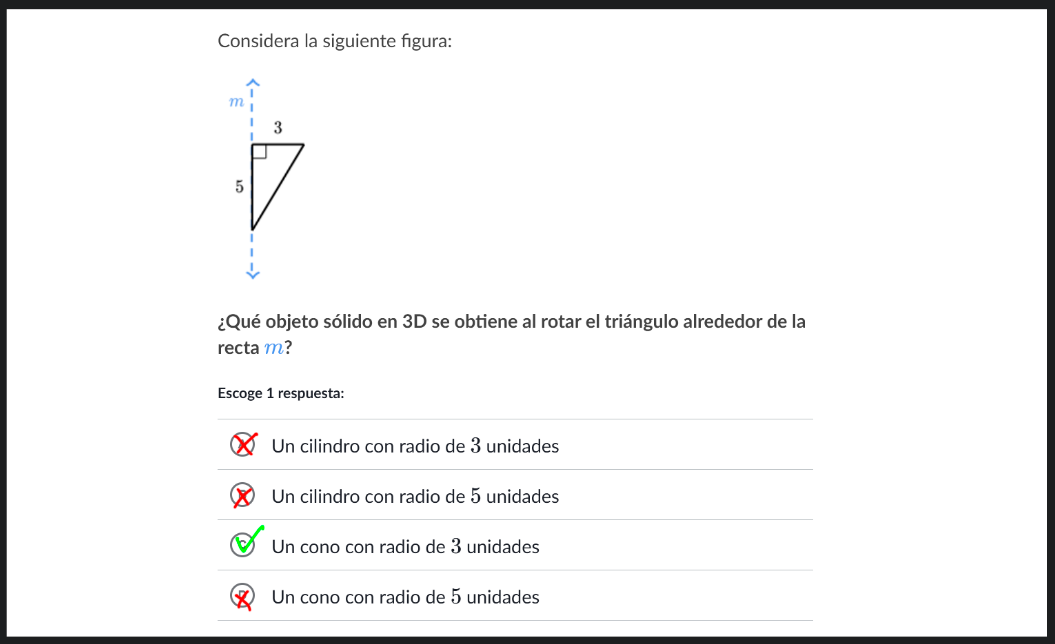 Considera la siguiente figura:
m
3
5
¿Qué objeto sólido en 3D se obtiene al rotar el triángulo alrededor de la
recta m?
Escoge 1 respuesta:
Un cilindro con radio de 3 unidades
Un cilindro con radio de 5 unidades
C Un cono con radio de 3 unidades
Un cono con radio de 5 unidades